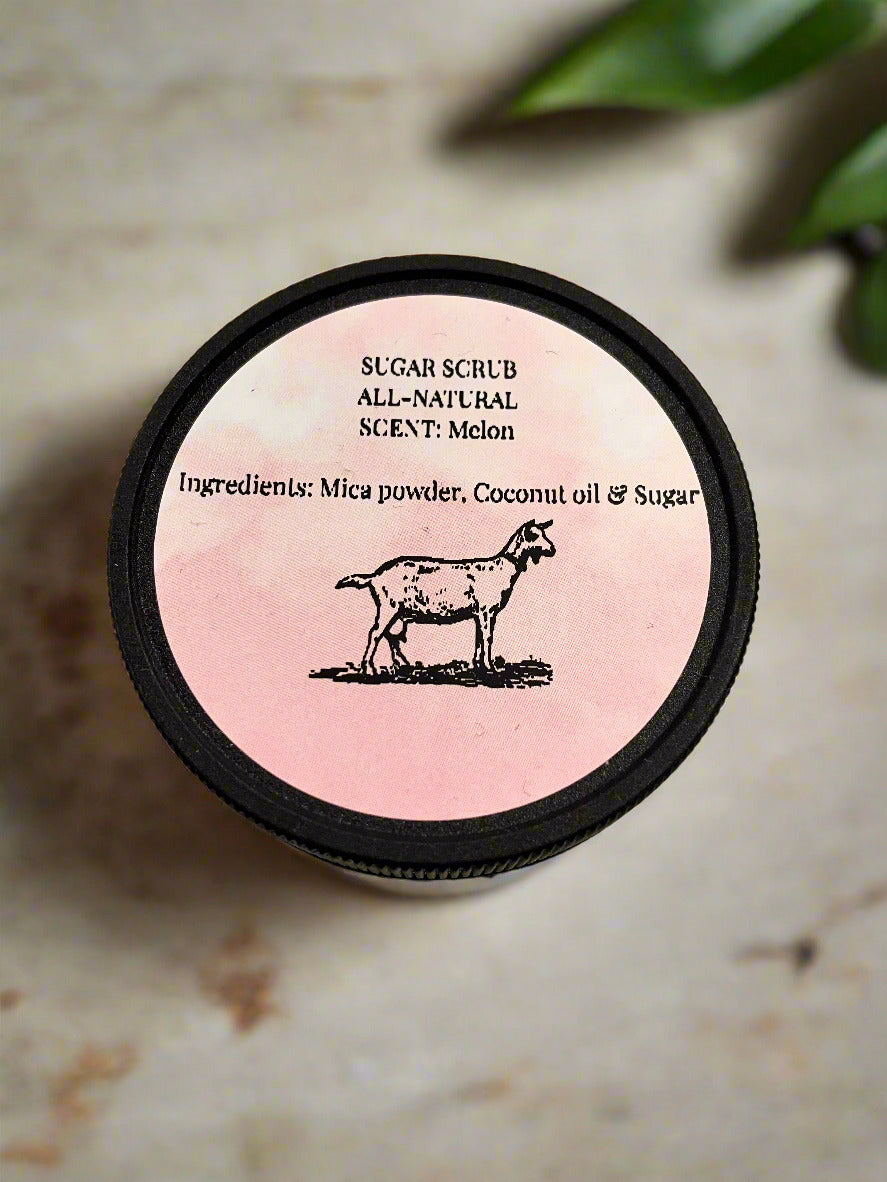 SUGAR SCRUB
ALL-NATURAL
SCENT: Melon
Ingredients: Mica powder, Coconut oil & Sugar